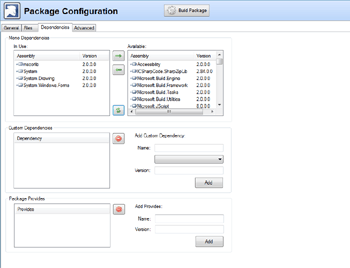 Package Configuration
Build Package
General Files Dependencies Advanced
Mono Dependencies
In Use: Available:
Assembly Version Assembly Version
mscorlib 2.0.0.0 Accessibility 2.0.0.0
System 2.0.0.0 ICSharpCode.SharpZipLib
System.Drawing 2.0.0.0 Microsoft.Build.Engine 2.0.0.0
System.Windows.Forms 2.0.0.0 Microsoft.Build.Framework 2.0.0.0
Microsoft.Build.Tasks 2.0.0.0
Microsoft.Build.Utilities 2.0.0.0
Microsoft.JScript 8.0.0.0
Custom Dependencies
Dependency Add Custom Dependency:
Name:
Version:
Add
Package Provides
Provides Add Provides:
Name:
Version:
Add